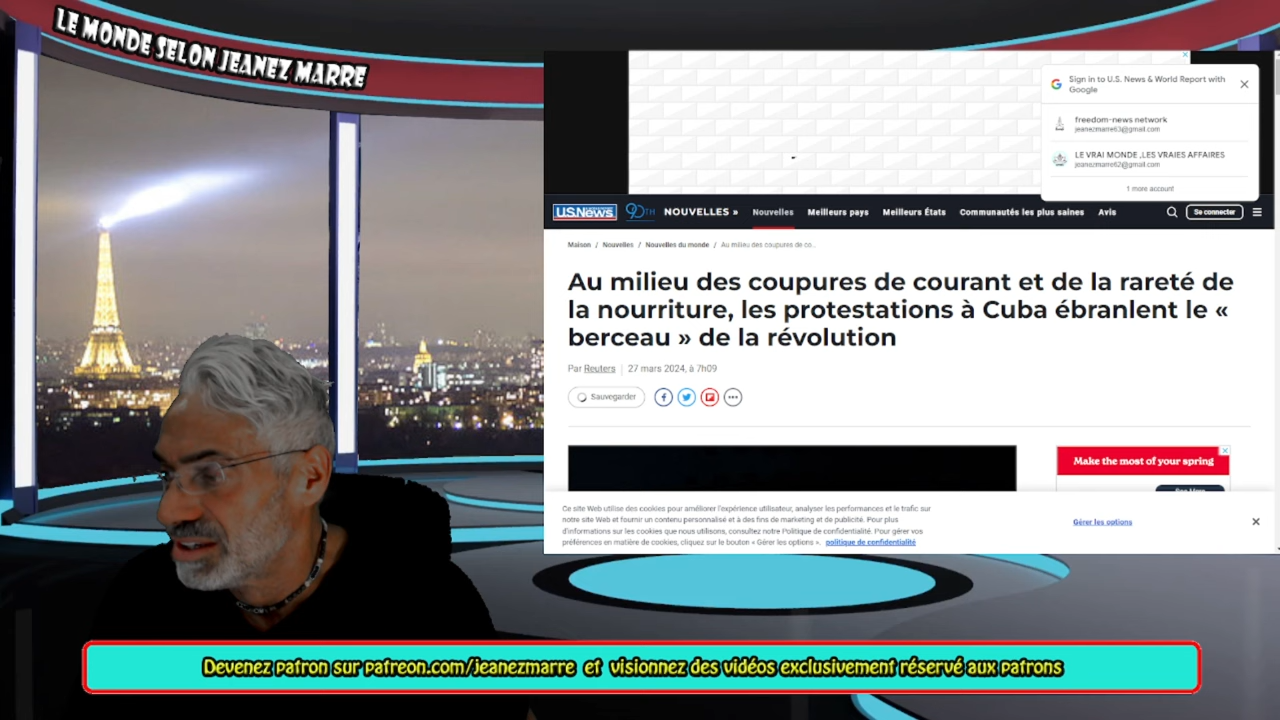 LE MONDE SELON JEANEZ MARRE
Sign in to U.S. News & World Report with
Google
freedom-news network
jeanezmarre63@gmail.com
LE VRAI MONDE ,LES VRAIES AFFAIRES
jeanezmarre62@gmail.com
1 more account
U.S.News 90TH NOUVELLES » Nouvelles Meilleurs pays Meilleurs États Communautés les plus saines Avis Se connecter
Maison / Nouvelles / Nouvelles du monde / Au milieu des coupures de co...
Au milieu des coupures de courant et de la rareté de
la nourriture, les protestations à Cuba ébranlent le «
berceau » de la révolution
Par Reuters | 27 mars 2024, à 7h09
Sauvegarder
Make the most of your spring
Ce site Web utilise des cookies pour améliorer l'expérience utilisateur, analyser les performances et le trafic sur
notre site Web et fournir un contenu personnalisé et à des fins de marketing et de publicité. Pour plus
d'informations sur les cookies que nous utilisons, consultez notre Politique de confidentialité. Pour gérer vos
préférences en matière de cookies, cliquez sur le bouton « Gérer les options ». politique de confidentialité
Gérer les options
Devenez patron sur patreon.com/jeanezmarre et visionnez des vidéos exclusivement réservé aux patrons